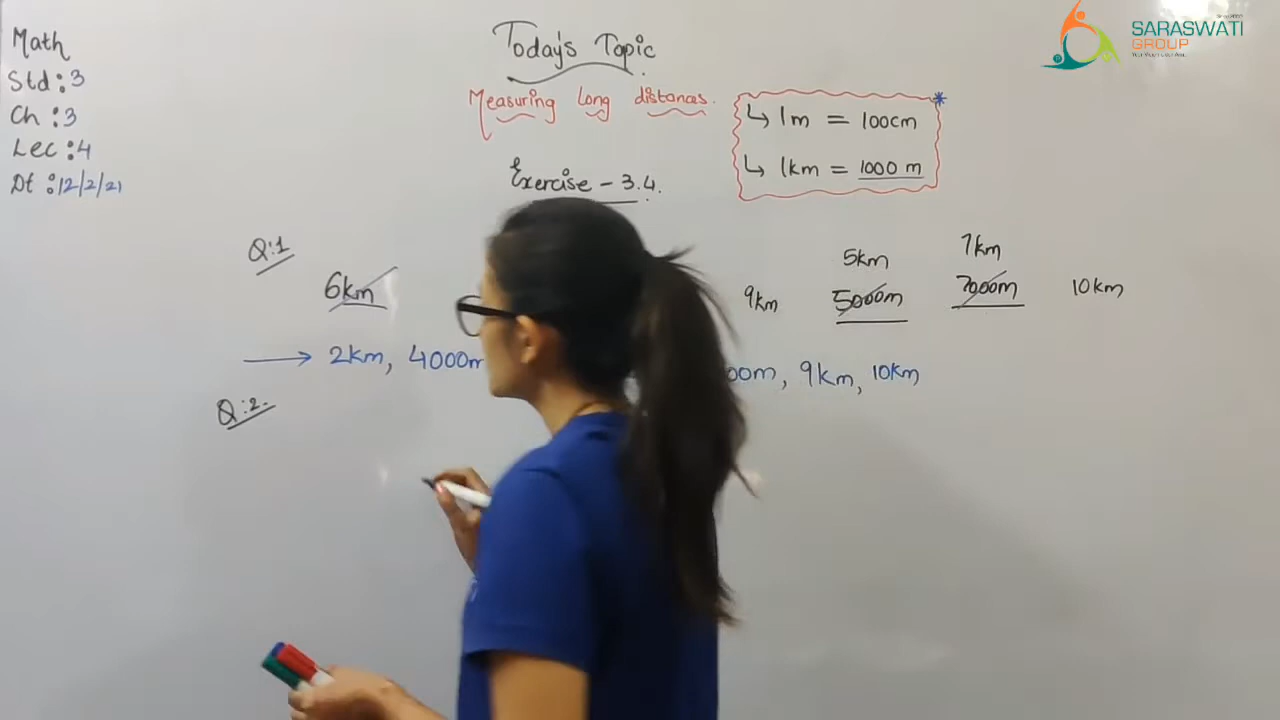 Math
Std : 3
Ch : 3
Lec : 4
Dt : 12/2/21
Today's Topic
Measuring long distances.
↳ 1m = 100cm
↳ 1km = 1000 m
Exercise - 3.4.
SARASWATI
GROUP
Q:1
5km 7km
6km 9km 5000m 7000m 10km
→ 2km, 4000m 00m, 9km, 10km
Q:2.